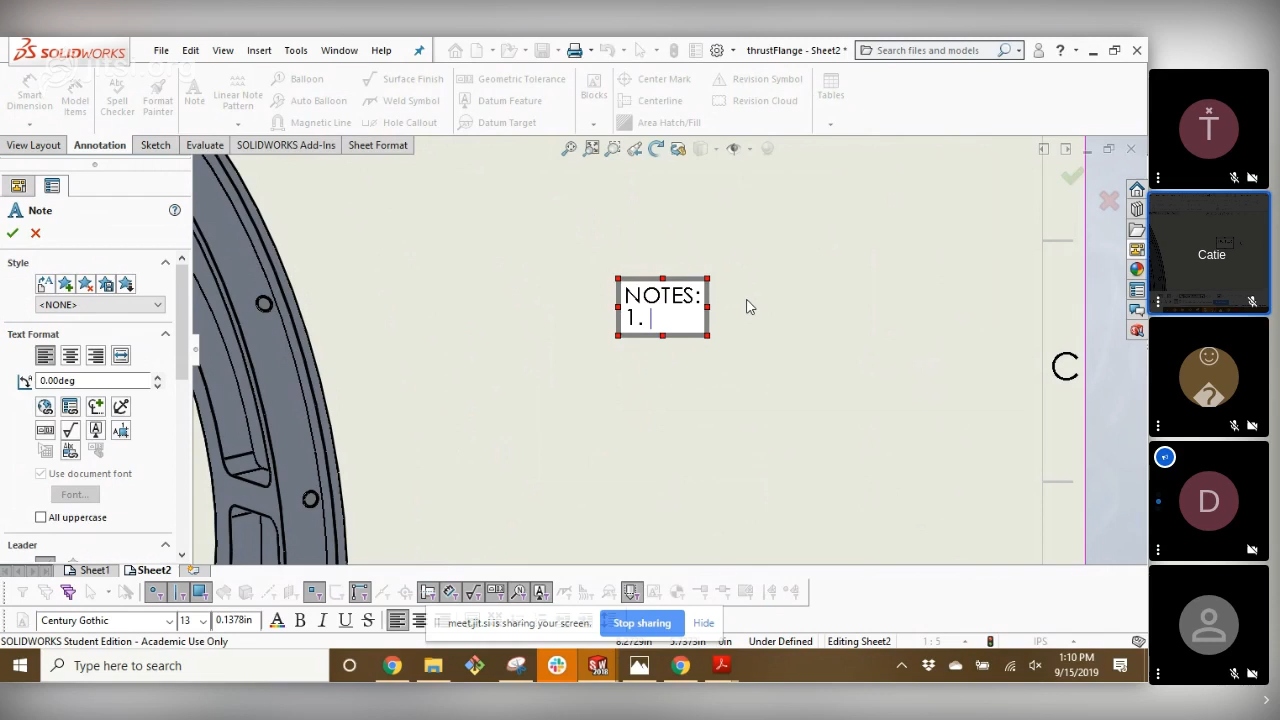 SOLIDWORKS File Edit View Insert Tools Window Help thrustFlange - Sheet2 * Search files and models
Smart Dimension
Model Items
Spell Checker
Format Painter
Note
Linear Note Pattern
Balloon
Auto Balloon
Magnetic Line
Surface Finish
Weld Symbol
Hole Callout
Geometric Tolerance
Datum Feature
Datum Target
Blocks
Center Mark
Centerline
Area Hatch/Fill
Revision Symbol
Revision Cloud
Tables
View Layout Annotation Sketch Evaluate SOLIDWORKS Add-Ins Sheet Format
Note
Style
<NONE>
Text Format
0.00deg
Use document font
Font...
All uppercase
Leader
NOTES:
1.
C
Sheet1 Sheet2
Century Gothic 13 0.1378in B I U S
meet.jit.si is sharing your screen. Stop sharing Hide
SOLIDWORKS Student Edition - Academic Use Only Under Defined Editing Sheet2 1 : 5 IPS
Type here to search
1:10 PM
9/15/2019
Catie
D